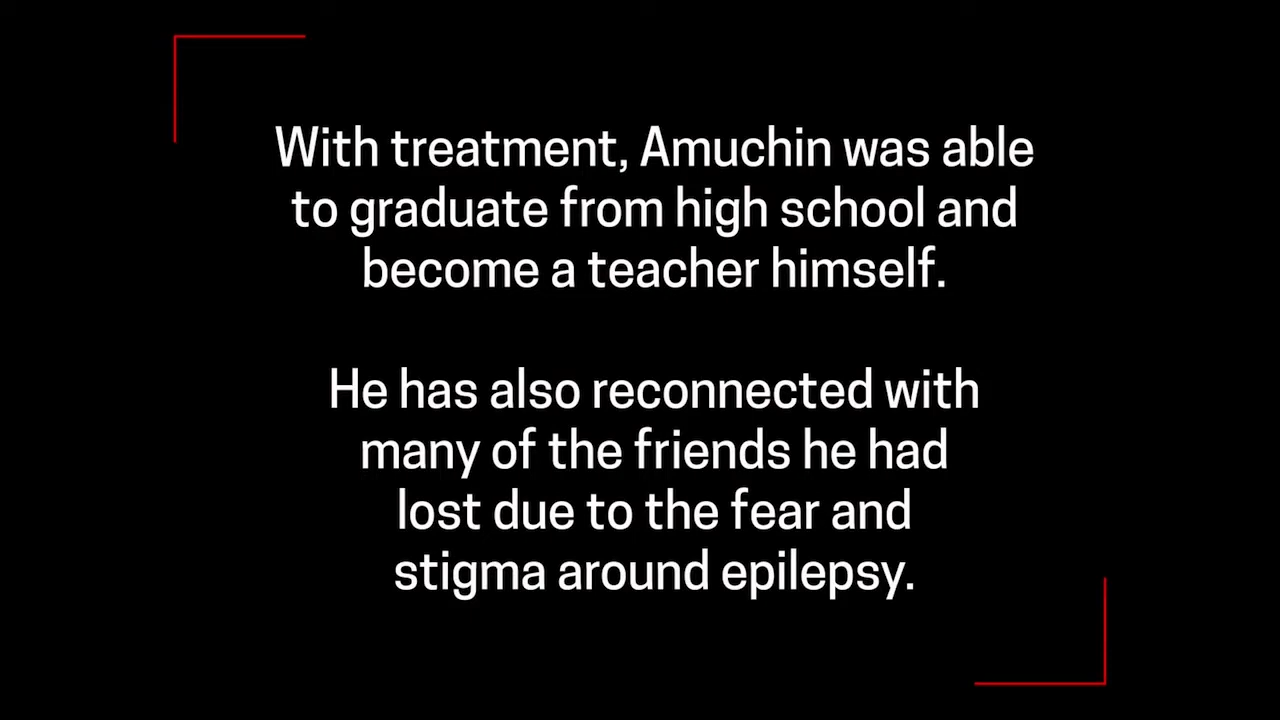 With treatment, Amuchin was able
to graduate from high school and
become a teacher himself.
He has also reconnected with
many of the friends he had
lost due to the fear and
stigma around epilepsy.